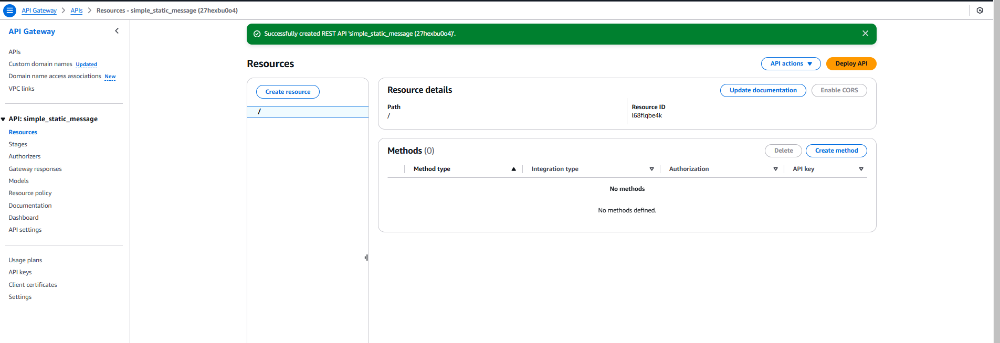 API Gateway > APIs > Resources - simple_static_message (27hexbu0o4)
API Gateway
APIs
Custom domain names Updated
Domain name access associations New
VPC links
API: simple_static_message
Resources
Stages
Authorizers
Gateway responses
Models
Resource policy
Documentation
Dashboard
API settings
Usage plans
API keys
Client certificates
Settings
Successfully created REST API 'simple_static_message (27hexbu0o4)'.
Resources
API actions
Deploy API
Create resource
/
Resource details
Update documentation
Enable CORS
Path
/
Resource ID
l68flqbe4k
Methods (0)
Delete
Create method
Method type
Integration type
Authorization
API key
No methods
No methods defined.